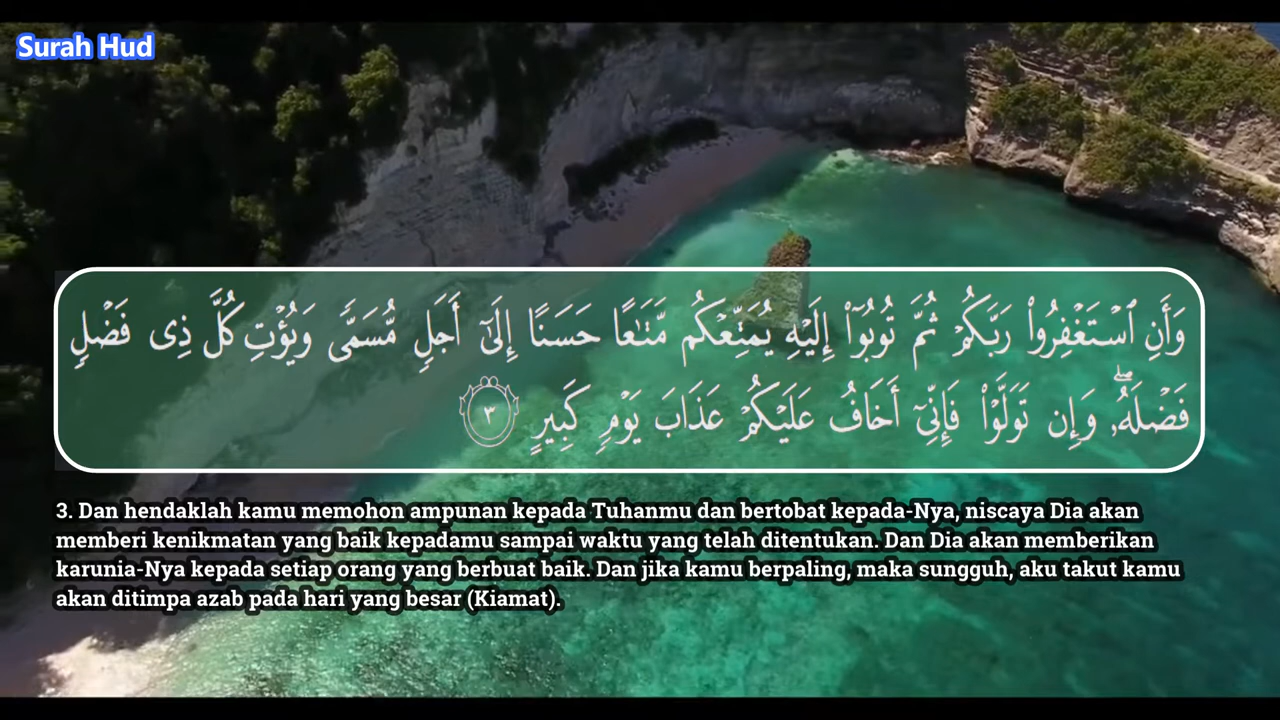 Surah Hud
وَأَنِ ٱسْتَغْفِرُوا۟ رَبَّكُمْ ثُمَّ تُوبُوٓا۟ إِلَيْهِ يُمَتِّعْكُم مَّتَٰعًا حَسَنًا إِلَىٰٓ أَجَلٍ مُّسَمًّى وَيُؤْتِ كُلَّ ذِى فَضْلٍ
فَضْلَهُۥ ۖ وَإِن تَوَلَّوْا۟ فَإِنِّىٓ أَخَافُ عَلَيْكُمْ عَذَابَ يَوْمٍ كَبِيرٍ ٣
3. Dan hendaklah kamu memohon ampunan kepada Tuhanmu dan bertobat kepada-Nya, niscaya Dia akan
memberi kenikmatan yang baik kepadamu sampai waktu yang telah ditentukan. Dan Dia akan memberikan
karunia-Nya kepada setiap orang yang berbuat baik. Dan jika kamu berpaling, maka sungguh, aku takut kamu
akan ditimpa azab pada hari yang besar (Kiamat).